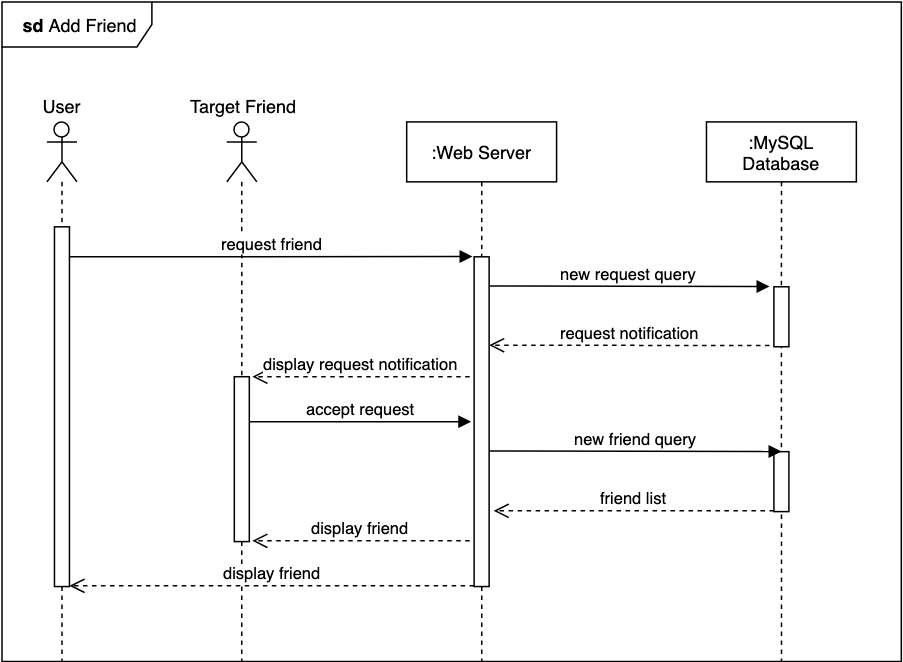 sd Add Friend
User
Target Friend
:Web Server
:MySQL
Database
request friend
new request query
request notification
display request notification
accept request
new friend query
friend list
display friend
display friend